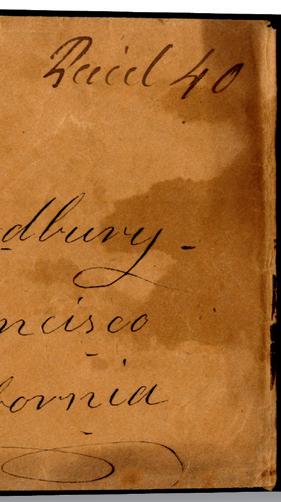 Paid 40
dbury.
ncisco
fornia